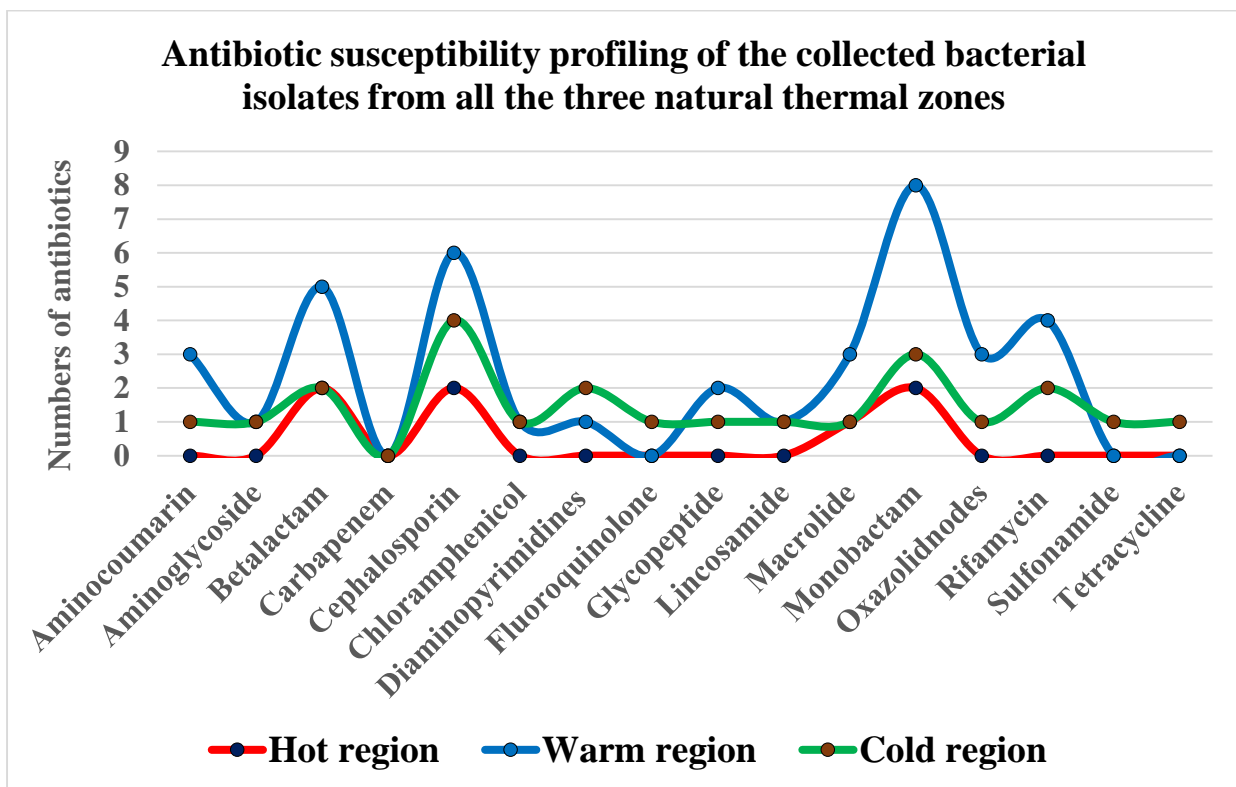 Antibiotic susceptibility profiling of the collected bacterial
isolates from all the three natural thermal zones
Numbers of antibiotics
9
8
7
6
5
4
3
2
1
0
Aminocoumarin
Aminoglycoside
Betalactam
Carbapenem
Cephalosporin
Chloramphenicol
Diaminopyrimidines
Fluoroquinolone
Glycopeptide
Lincosamide
Macrolide
Monobactam
Oxazolidnodes
Rifamycin
Sulfonamide
Tetracycline
Hot region Warm region Cold region